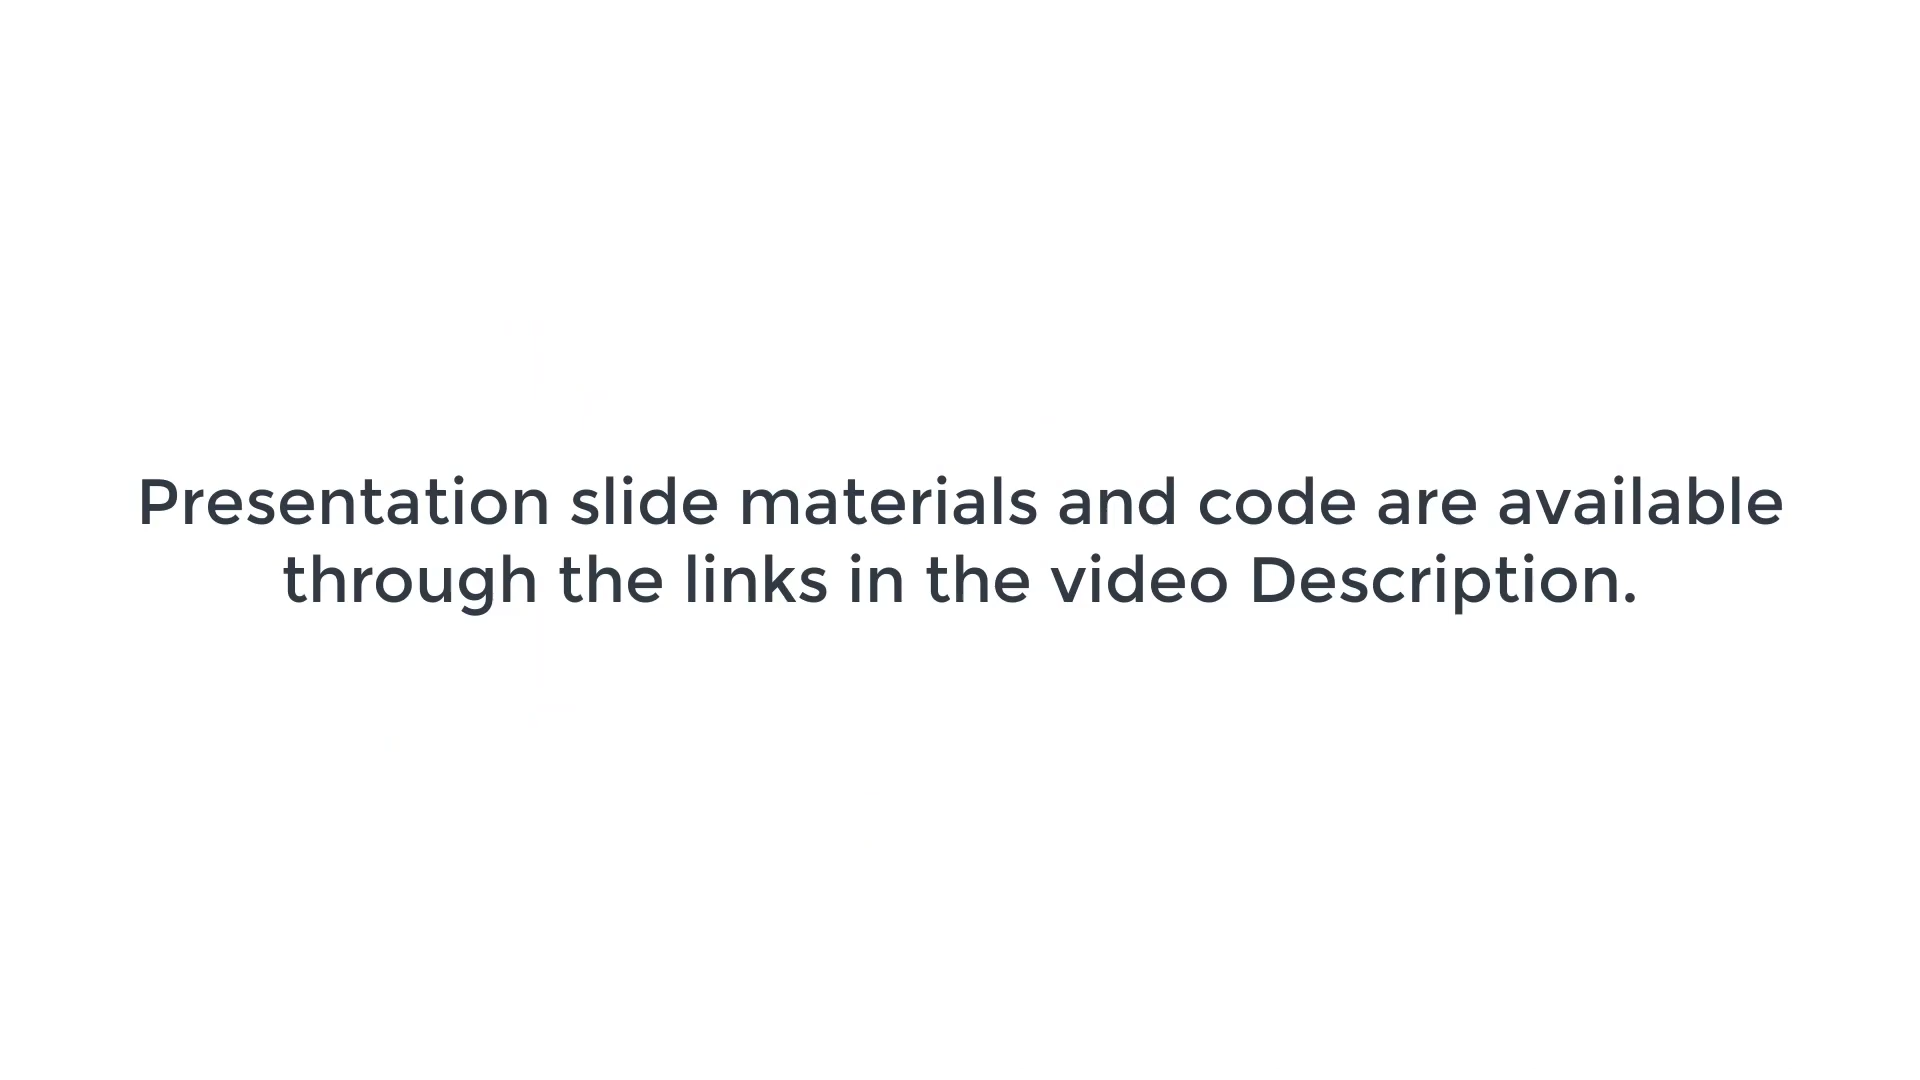 Presentation slide materials and code are available
through the links in the video Description.